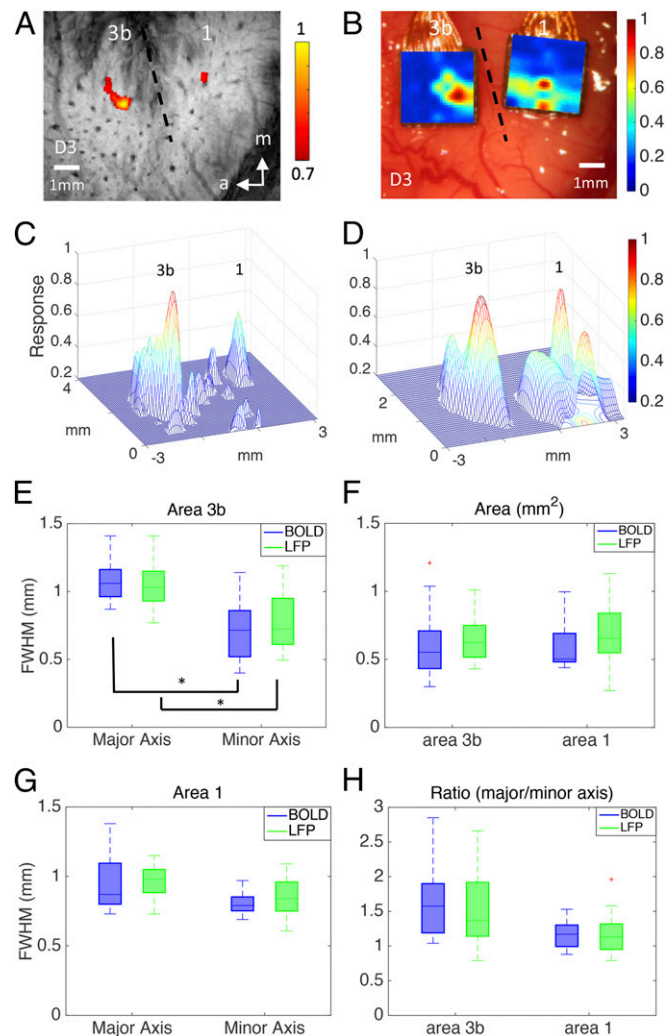 A
3b 1
D3
1mm
a
m
1
0.7
B
3b 1
D3
1mm
1
0.8
0.6
0.4
0.2
0
C
3b
1
Response
1
0.8
0.6
0.4
0.2
4
mm
0
-3
mm
3
D
3b
1
1
0.8
0.6
0.4
0.2
2
mm
0
-3
mm
3
1
0.8
0.6
0.4
0.2
E
Area 3b
BOLD
LFP
FWHM (mm)
1.5
1
0.5
0
*
*
Major Axis Minor Axis
F
Area (mm²)
BOLD
LFP
1.5
1
0.5
0
area 3b area 1
G
Area 1
BOLD
LFP
FWHM (mm)
1.5
1
0.5
0
Major Axis Minor Axis
H
Ratio (major/minor axis)
BOLD
LFP
3
2.5
2
1.5
1
0.5
0
area 3b area 1